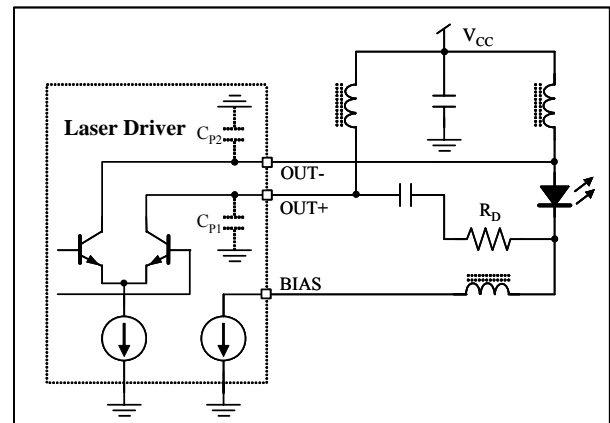 V_CC
Laser Driver
C_P2
OUT-
OUT+
C_P1
R_D
BIAS